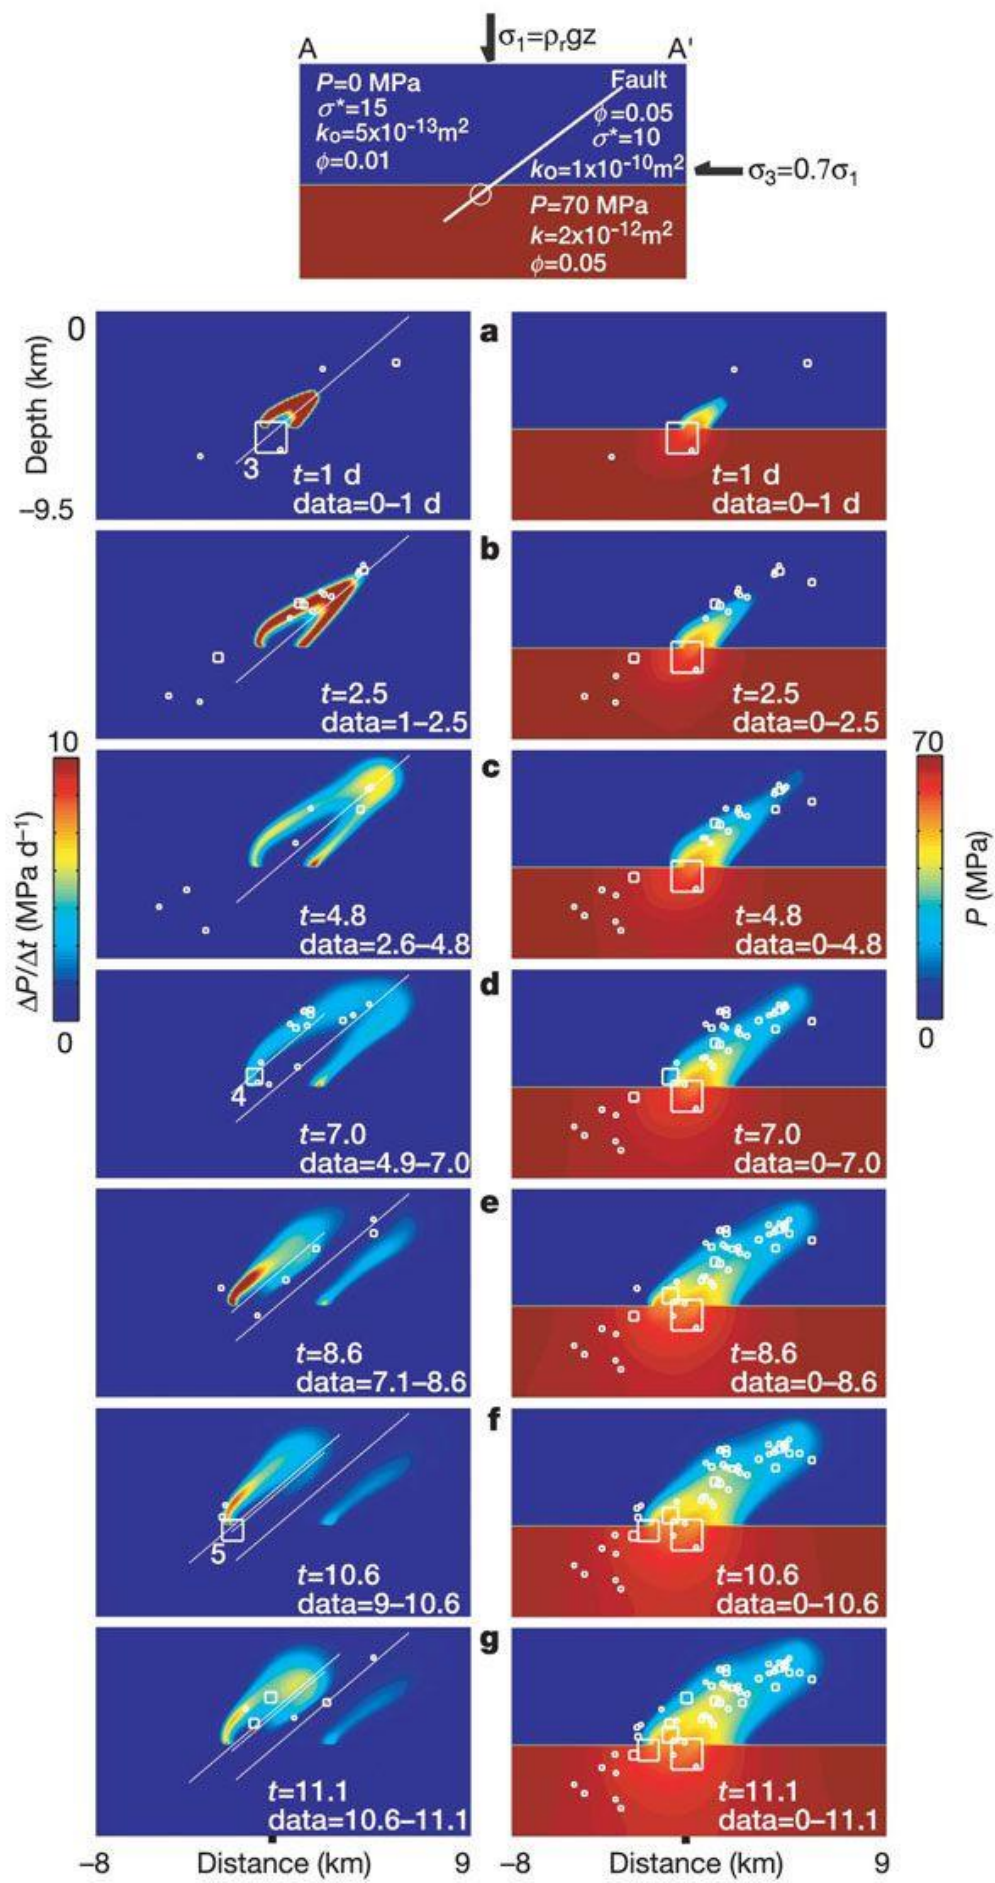 σ₁=ρᵣgz
A A'
P=0 MPa
σ*=15
kₒ=5x10⁻¹³m²
ϕ=0.01
Fault
ϕ=0.05
σ*=10
kₒ=1x10⁻¹⁰m²
σ₃=0.7σ₁
P=70 MPa
k=2x10⁻¹²m²
ϕ=0.05
a
0
Depth (km)
–9.5
3
t=1 d
data=0–1 d
t=1 d
data=0–1 d
b
t=2.5
data=1–2.5
t=2.5
data=0–2.5
c
10
ΔP/Δt (MPa d⁻¹)
0
t=4.8
data=2.6–4.8
t=4.8
data=0–4.8
70
P (MPa)
0
d
4
t=7.0
data=4.9–7.0
t=7.0
data=0–7.0
e
t=8.6
data=7.1–8.6
t=8.6
data=0–8.6
f
5
t=10.6
data=9–10.6
t=10.6
data=0–10.6
g
t=11.1
data=10.6–11.1
t=11.1
data=0–11.1
–8 Distance (km) 9
–8 Distance (km) 9